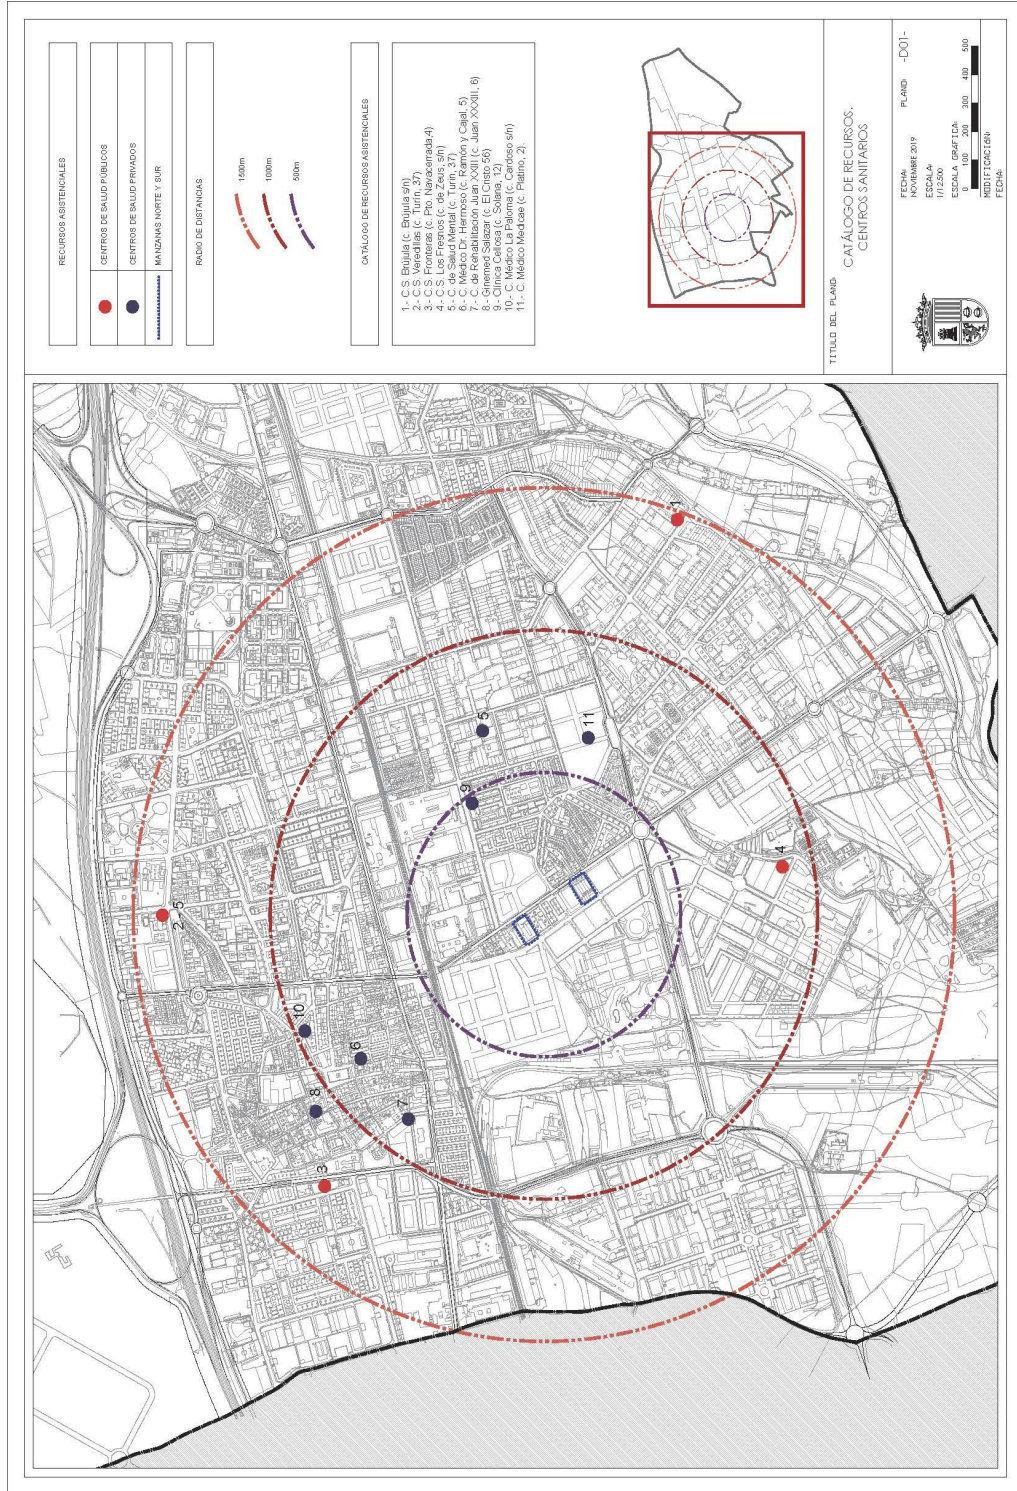 RECURSOS ASISTENCIALES
CENTROS DE SALUD PÚBLICOS
CENTROS DE SALUD PRIVADOS
MANZANAS NORTE Y SUR
RADIO DE DISTANCIAS
1500m
1000m
500m
CATÁLOGO DE RECURSOS ASISTENCIALES
1.- C.S. Brújula (c. Brújula s/n)
2.- C.S. Veredillas (c. Turín, 37)
3.- C.S. Fronteras (c. Pto. Navacerrada,4)
4.- C.S. Los Fresnos (c. de Zeus, s/n)
5.- C. de Salud Mental (c. Turín, 37)
6.- C. Médico Dr. Hermoso (c. Ramón y Cajal, 5)
7.- C. de Rehabilitación Juan XXIII (c. Juan XXXIII, 6)
8.- Ginemed Salazar (c. El Cristo 56)
9.- Clínica Cellosa (c. Solana, 12)
10.- C. Médico La Paloma (c. Cardoso s/n)
11.- C. Médico Medicae (c. Platino, 2)
TITULO DEL PLANO:
CATÁLOGO DE RECURSOS.
CENTROS SANITARIOS
FECHA:
NOVIEMBRE 2019
PLANO:
-D01-
ESCALA:
1/12.500
ESCALA GRAFICA:
0 100 200 300 400 500
MODIFICACIÓN:
FECHA:
1
2-5
3
4
5
6
7
8
9
10
11